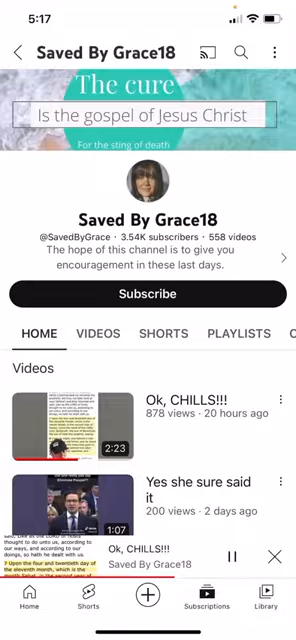 5:17
Saved By Grace18
The cure
Is the gospel of Jesus Christ
For the sting of death
Saved By Grace18
@SavedByGrace · 3.54K subscribers · 558 videos
The hope of this channel is to give you
encouragement in these last days.
Subscribe
HOME VIDEOS SHORTS PLAYLISTS C
Videos
Ok, CHILLS!!!
878 views · 20 hours ago
2:23
Yes she sure said
it
200 views · 2 days ago
1:07
thought to do unto us, according to
our ways, and according to our
doings, so hath he dealt with us.
7 Upon the four and twentieth day of
the eleventh month, which is the
Ok, CHILLS!!!
Saved By Grace18
Home Shorts Subscriptions Library